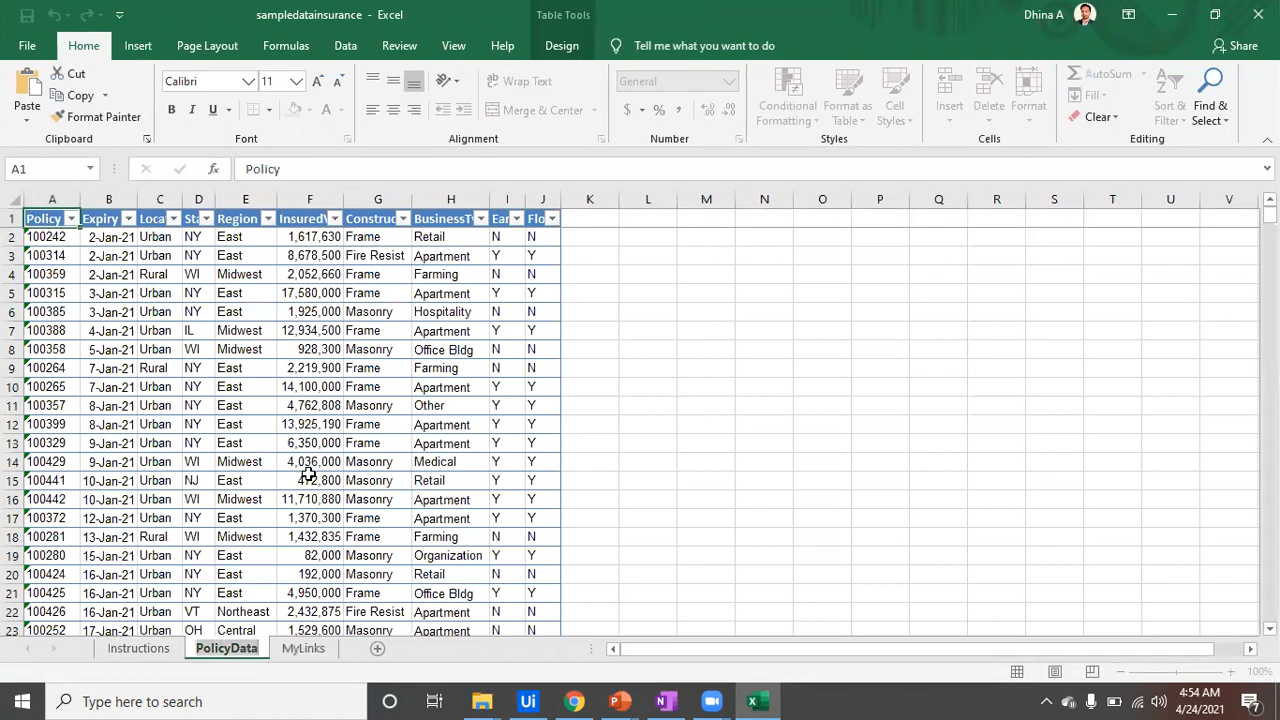 sampledatainsurance - Excel
Table Tools
Dhina A
File Home Insert Page Layout Formulas Data Review View Help Design Tell me what you want to do Share
Paste
Cut
Copy
Format Painter
Clipboard
Calibri 11
B I U
Font
Wrap Text
Merge & Center
Alignment
General
$ % ,
Number
Conditional Formatting
Format as Table
Cell Styles
Styles
Insert Delete Format
Cells
AutoSum
Fill
Clear
Sort & Filter
Find & Select
Editing
A1 fx Policy
A B C D E F G H I J K L M N O P Q R S T U V
1 Policy Expiry Loca Sta Region InsuredV Construc BusinessTy Ear Flo
2 100242 2-Jan-21 Urban NY East 1,617,630 Frame Retail N N
3 100314 2-Jan-21 Urban NY East 8,678,500 Fire Resist Apartment Y Y
4 100359 2-Jan-21 Rural WI Midwest 2,052,660 Frame Farming N N
5 100315 3-Jan-21 Urban NY East 17,580,000 Frame Apartment Y Y
6 100385 3-Jan-21 Urban NY East 1,925,000 Masonry Hospitality N N
7 100388 4-Jan-21 Urban IL Midwest 12,934,500 Frame Apartment Y Y
8 100358 5-Jan-21 Urban WI Midwest 928,300 Masonry Office Bldg N N
9 100264 7-Jan-21 Rural NY East 2,219,900 Frame Farming N N
10 100265 7-Jan-21 Urban NY East 14,100,000 Frame Apartment Y Y
11 100357 8-Jan-21 Urban NY East 4,762,808 Masonry Other Y Y
12 100399 8-Jan-21 Urban NY East 13,925,190 Frame Apartment Y Y
13 100329 9-Jan-21 Urban NY East 6,350,000 Frame Apartment Y Y
14 100429 9-Jan-21 Urban WI Midwest 4,036,000 Masonry Medical Y Y
15 100441 10-Jan-21 Urban NJ East Masonry Retail Y Y
16 100442 10-Jan-21 Urban WI Midwest 11,710,880 Masonry Apartment Y Y
17 100372 12-Jan-21 Urban NY East 1,370,300 Frame Apartment Y Y
18 100281 13-Jan-21 Rural WI Midwest 1,432,835 Frame Farming N N
19 100280 15-Jan-21 Urban NY East 82,000 Masonry Organization Y Y
20 100424 16-Jan-21 Urban NY East 192,000 Masonry Retail N N
21 100425 16-Jan-21 Urban NY East 4,950,000 Frame Office Bldg Y Y
22 100426 16-Jan-21 Urban VT Northeast 2,432,875 Fire Resist Apartment N N
23 100252 17-Jan-21 Urban OH Central 1,529,600 Masonry Apartment N N
Instructions PolicyData MyLinks
100%
Type here to search
Ui
4:54 AM
4/24/2021
7